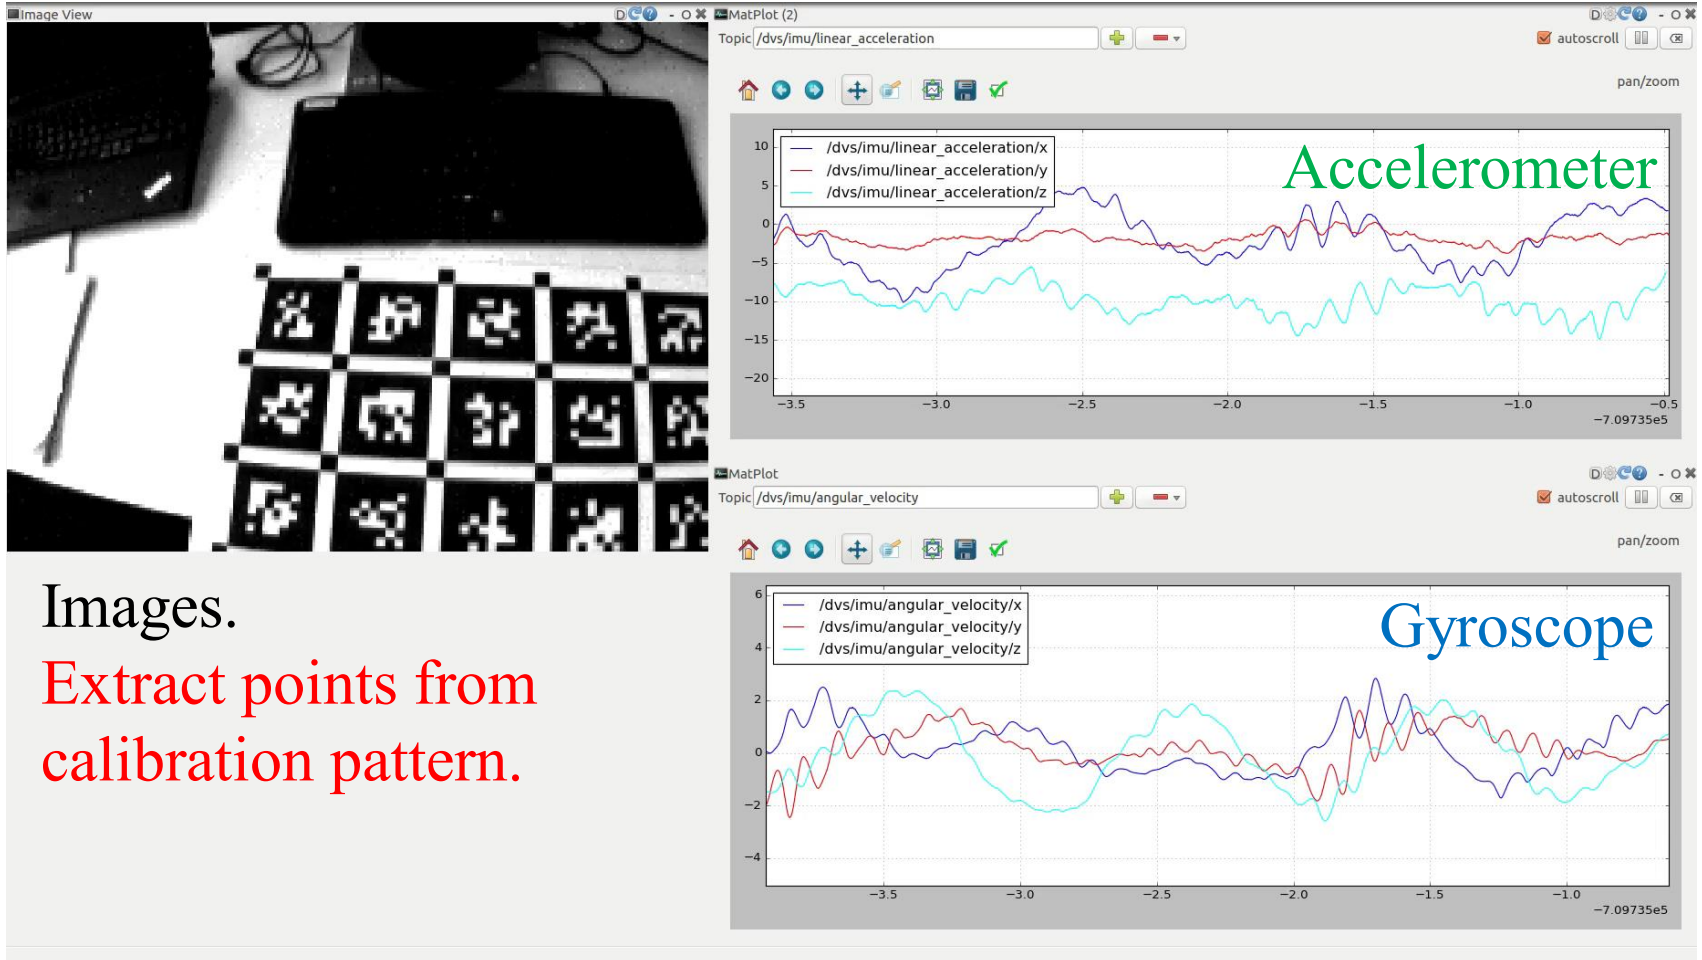 Image View
D
- O
MatPlot (2)
D
- O
Topic /dvs/imu/linear_acceleration
autoscroll
pan/zoom
10
5
0
−5
−10
−15
−20
/dvs/imu/linear_acceleration/x
/dvs/imu/linear_acceleration/y
/dvs/imu/linear_acceleration/z
Accelerometer
−3.5 −3.0 −2.5 −2.0 −1.5 −1.0 −0.5
−7.09735e5
MatPlot
D
- O
Topic /dvs/imu/angular_velocity
autoscroll
pan/zoom
6
4
2
0
−2
−4
/dvs/imu/angular_velocity/x
/dvs/imu/angular_velocity/y
/dvs/imu/angular_velocity/z
Gyroscope
−3.5 −3.0 −2.5 −2.0 −1.5 −1.0
−7.09735e5
Images.
Extract points from
calibration pattern.